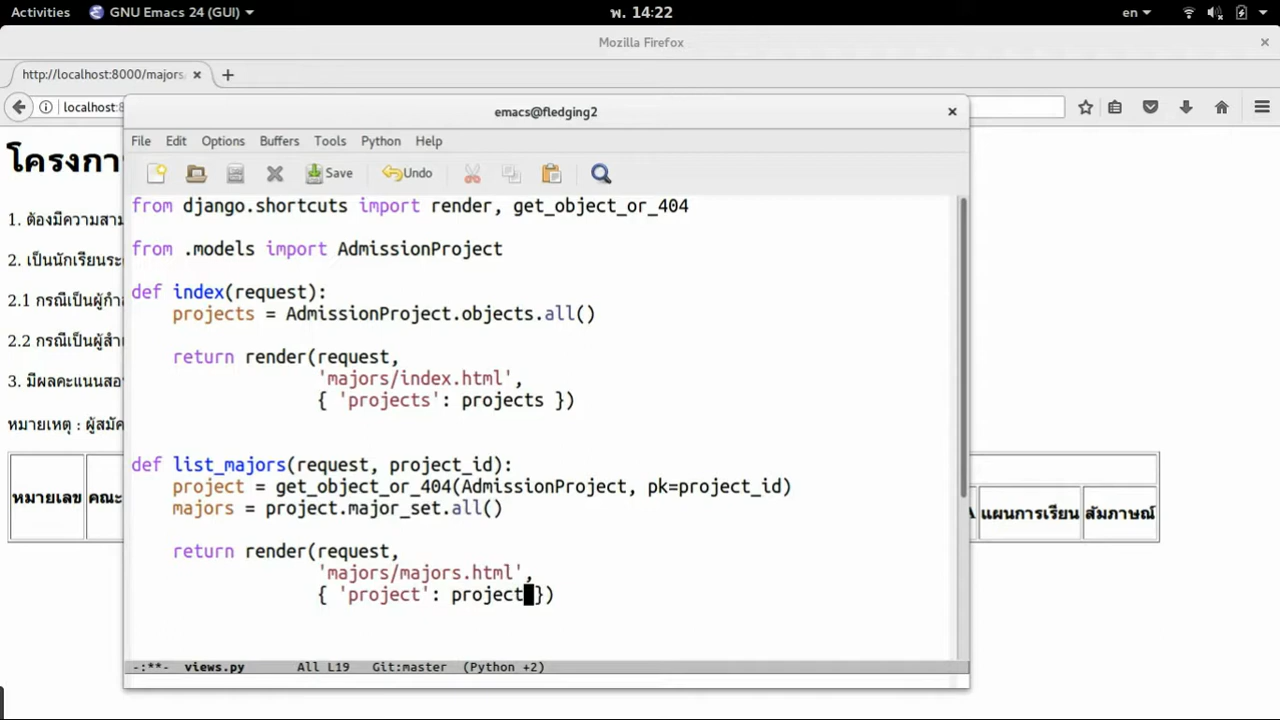 Activities GNU Emacs 24 (GUI) พ. 14:22 en
Mozilla Firefox
http://localhost:8000/majors
localhost:8
emacs@fledging2
File Edit Options Buffers Tools Python Help
Save Undo
from django.shortcuts import render, get_object_or_404
from .models import AdmissionProject
def index(request):
projects = AdmissionProject.objects.all()
return render(request,
'majors/index.html',
{ 'projects': projects })
def list_majors(request, project_id):
project = get_object_or_404(AdmissionProject, pk=project_id)
majors = project.major_set.all()
return render(request,
'majors/majors.html',
{ 'project': project })
-:**- views.py All L19 Git:master (Python +2)
โครงกา
1. ต้องมีความสาม
2. เป็นนักเรียนระ
2.1 กรณีเป็นผู้กำ
2.2 กรณีเป็นผู้สำ
3. มีผลคะแนนสอ
หมายเหตุ : ผู้สมัค
หมายเลข คณะ A แผนการเรียน สัมภาษณ์